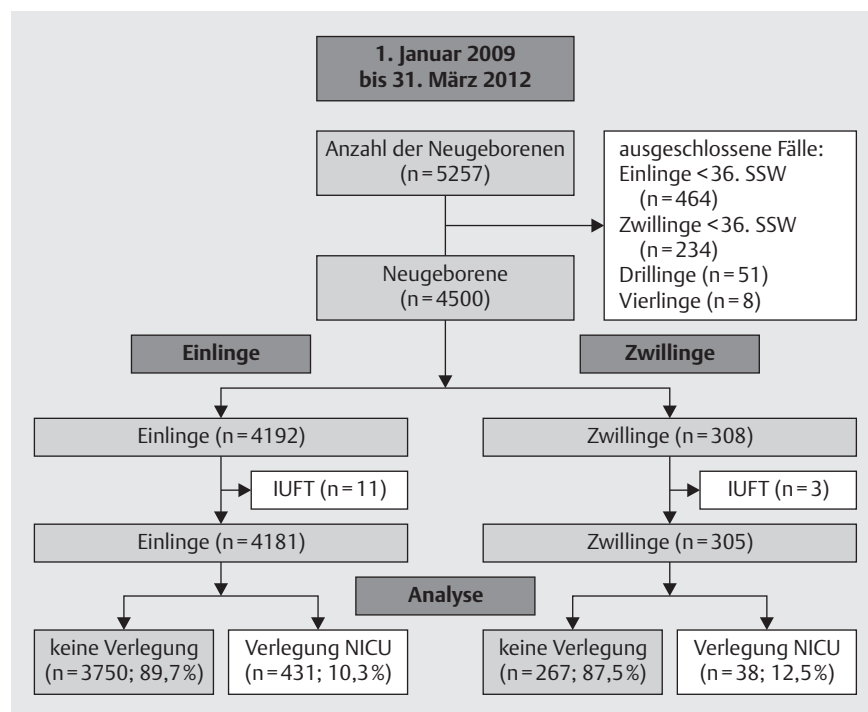 1. Januar 2009
bis 31. März 2012
Anzahl der Neugeborenen
(n = 5257)
ausgeschlossene Fälle:
Einlinge < 36. SSW
(n = 464)
Zwillinge < 36. SSW
(n = 234)
Drillinge (n = 51)
Vierlinge (n = 8)
Neugeborene
(n = 4500)
Einlinge
Zwillinge
Einlinge (n = 4192)
Zwillinge (n = 308)
IUFT (n = 11)
IUFT (n = 3)
Einlinge (n = 4181)
Zwillinge (n = 305)
Analyse
keine Verlegung
(n = 3750; 89,7 %)
Verlegung NICU
(n = 431; 10,3 %)
keine Verlegung
(n = 267; 87,5 %)
Verlegung NICU
(n = 38; 12,5 %)